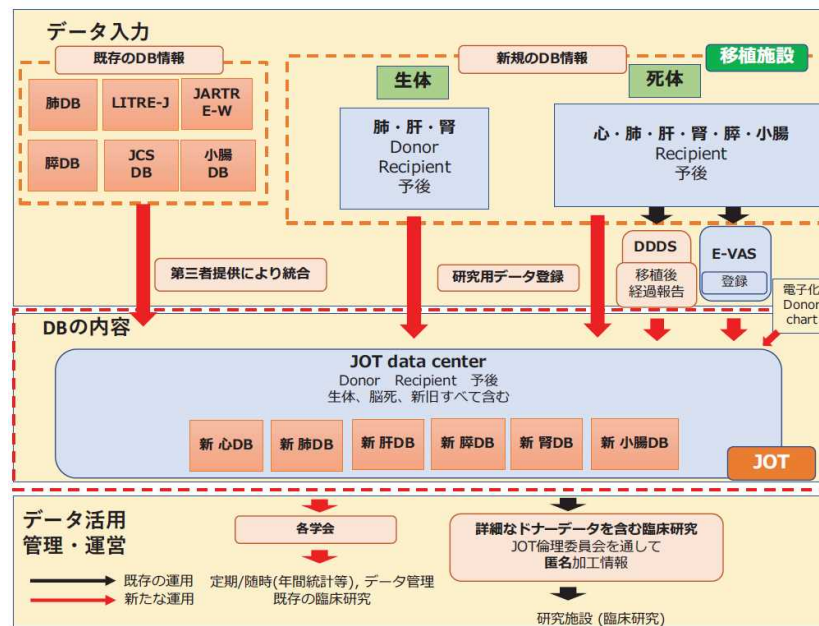 データ入力
既存のDB情報
肺DB
LITRE-J
JARTR
E-W
膵DB
JCS
DB
小腸
DB
新規のDB情報
移植施設
生体
死体
肺・肝・腎
Donor
Recipient
予後
心・肺・肝・腎・膵・小腸
Recipient
予後
第三者提供により統合
研究用データ登録
DDDS
移植後
経過報告
E-VAS
登録
電子化
Donor
chart
DBの内容
JOT data center
Donor Recipient 予後
生体、脳死、新旧すべて含む
新 心DB
新 肺DB
新 肝DB
新 膵DB
新 腎DB
新 小腸DB
JOT
データ活用
管理・運営
既存の運用
新たな運用
各学会
定期/随時(年間統計等), データ管理
既存の臨床研究
詳細なドナーデータを含む臨床研究
JOT倫理委員会を通して
匿名加工情報
研究施設 (臨床研究)